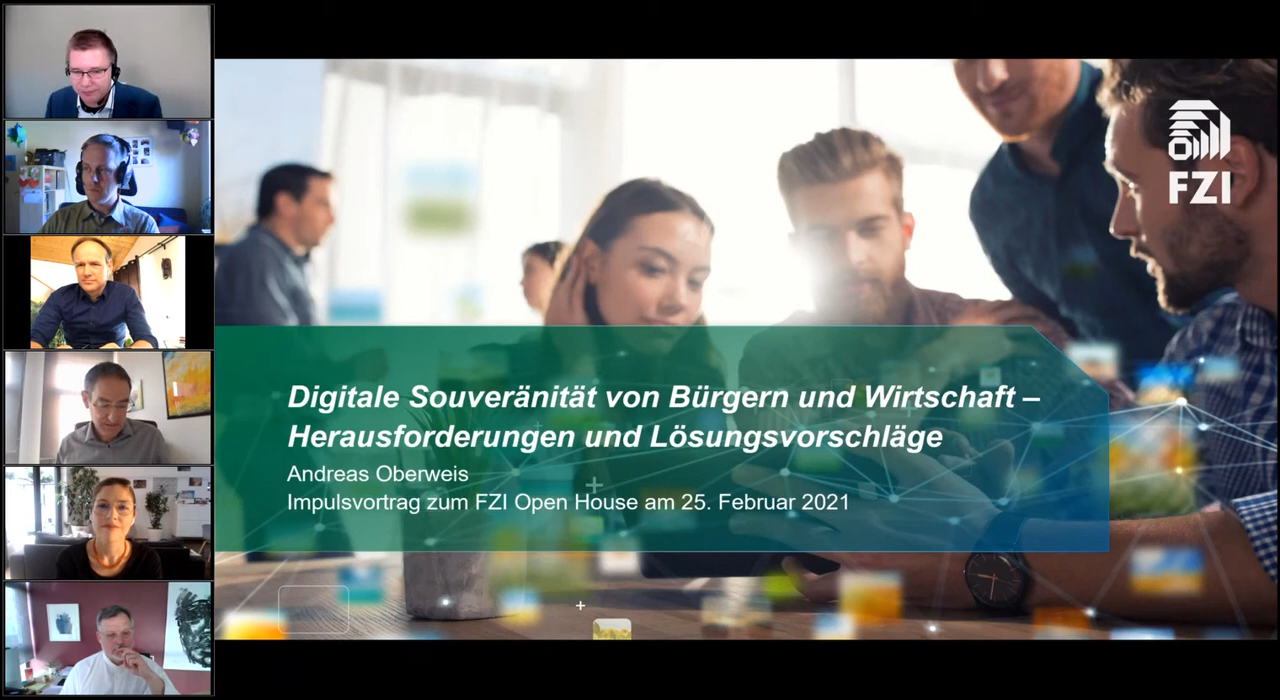 FZI
Digitale Souveränität von Bürgern und Wirtschaft –
Herausforderungen und Lösungsvorschläge
Andreas Oberweis
Impulsvortrag zum FZI Open House am 25. Februar 2021